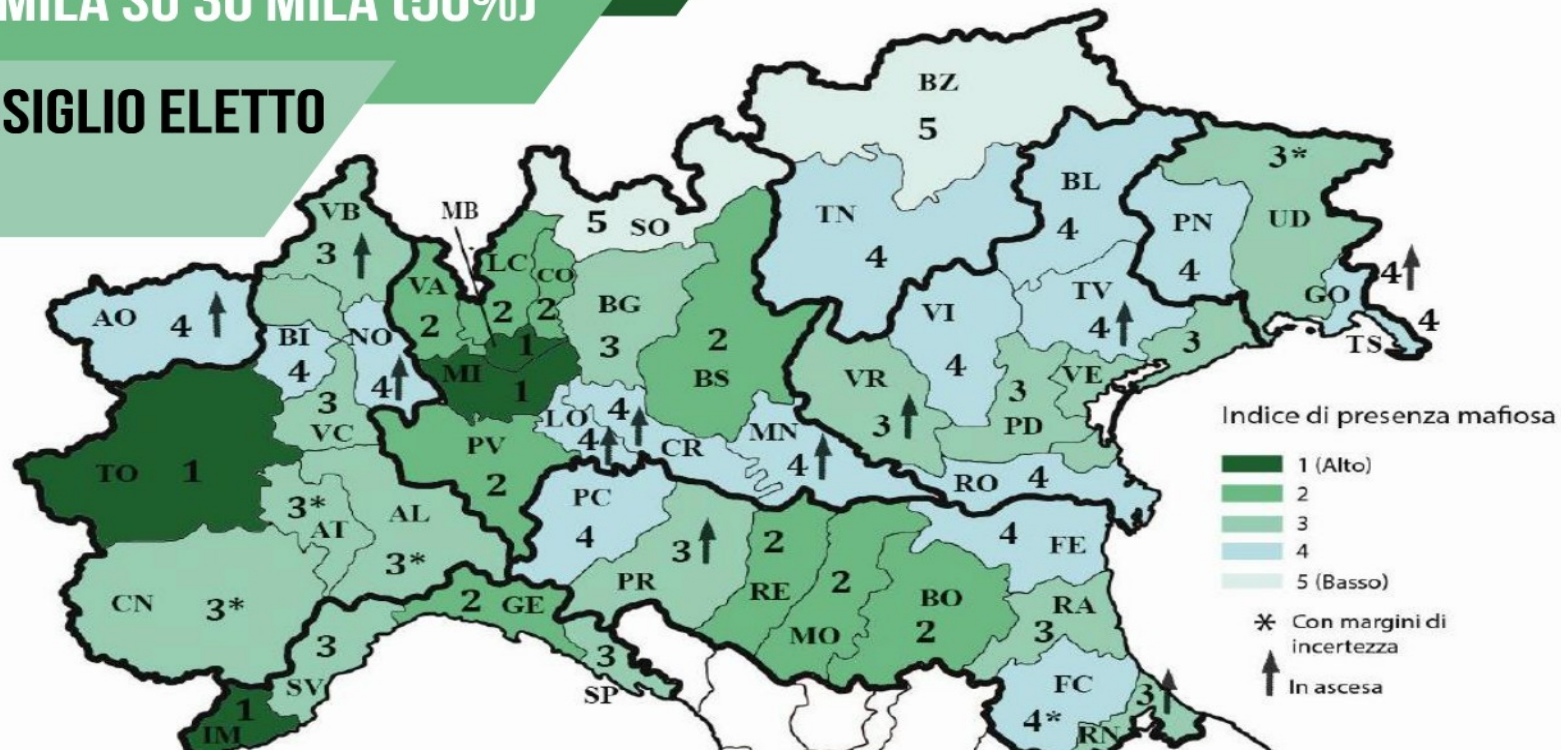 MILA SU 30 MILA (50%)
SIGLIO ELETTO
BZ
5
VB
3
MB
5 SO
TN
4
BL
4
PN
4
3*
UD
AO 4
BI
4
NO
4
VA
2
LC
2
CO
2
BG
3
2
BS
VI
4
TV
4
GO
4
4
TS
MI
1
1
VR
3
3
PD
VE
3
TO 1
3
VC
PV
2
LO
4
4
CR
MN
4
RO 4
3*
AT
AL
3*
PC
4
3
PR
2
RE
2
MO
BO
2
4 FE
CN 3*
2 GE
3
SV
3
SP
RA
3
FC
4*
3
RN
1
IM
Indice di presenza mafiosa
1 (Alto)
2
3
4
5 (Basso)
* Con margini di
incertezza
In ascesa